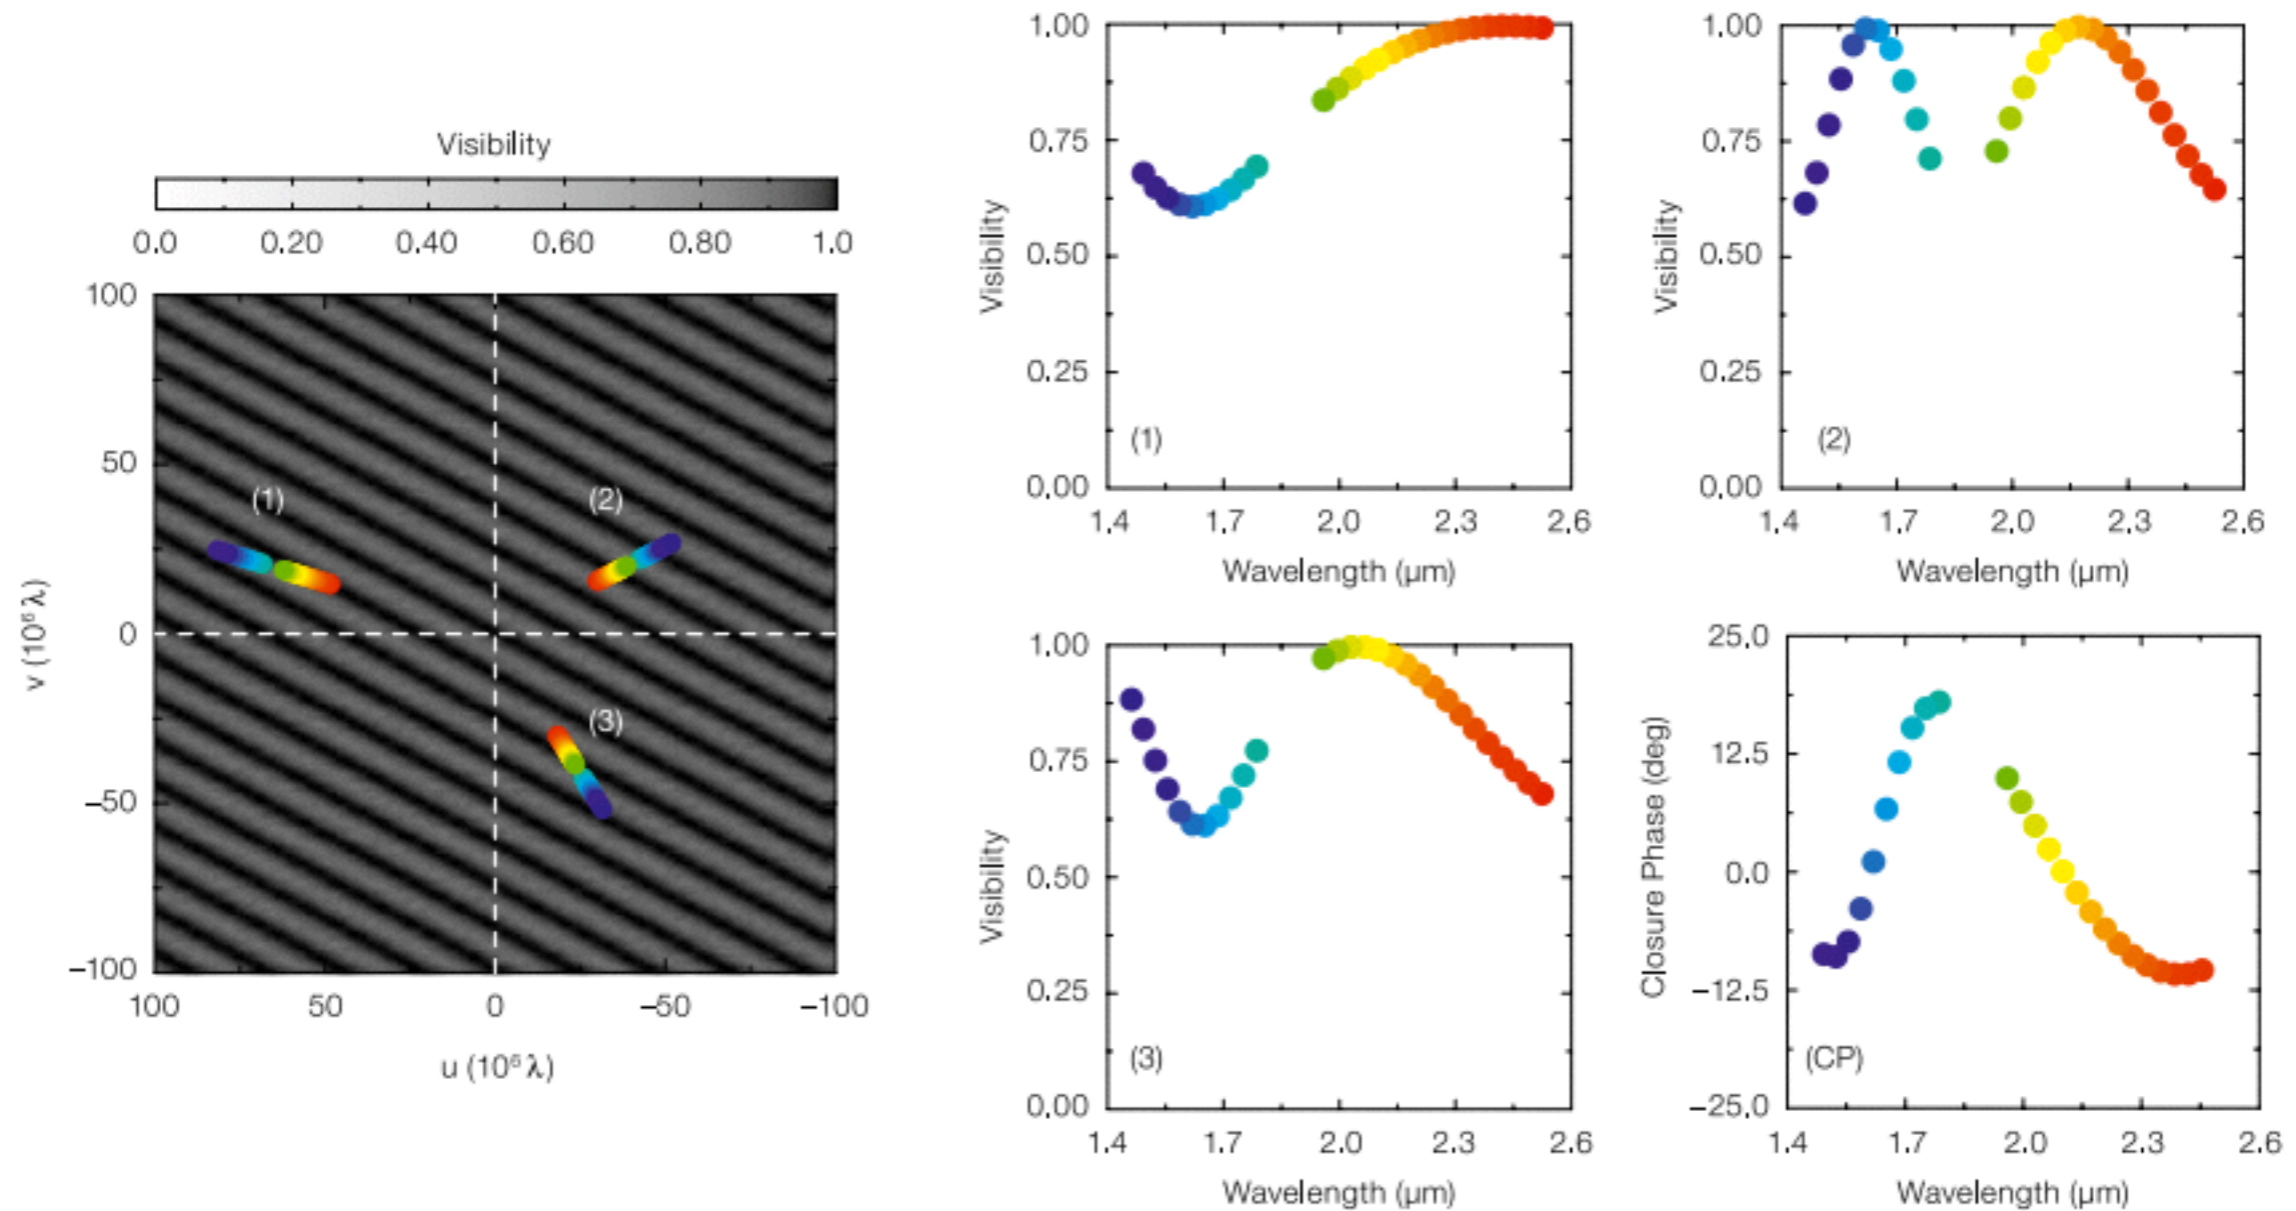 Visibility
0.0 0.20 0.40 0.60 0.80 1.0
100
50
0
−50
−100
v (10⁶ λ)
(1)
(2)
(3)
100 50 0 −50 −100
u (10⁶ λ)
1.00
0.75
0.50
0.25
0.00
Visibility
(1)
1.4 1.7 2.0 2.3 2.6
Wavelength (µm)
1.00
0.75
0.50
0.25
0.00
Visibility
(2)
1.4 1.7 2.0 2.3 2.6
Wavelength (µm)
1.00
0.75
0.50
0.25
0.00
Visibility
(3)
1.4 1.7 2.0 2.3 2.6
Wavelength (µm)
25.0
12.5
0.0
−12.5
−25.0
Closure Phase (deg)
(CP)
1.4 1.7 2.0 2.3 2.6
Wavelength (µm)